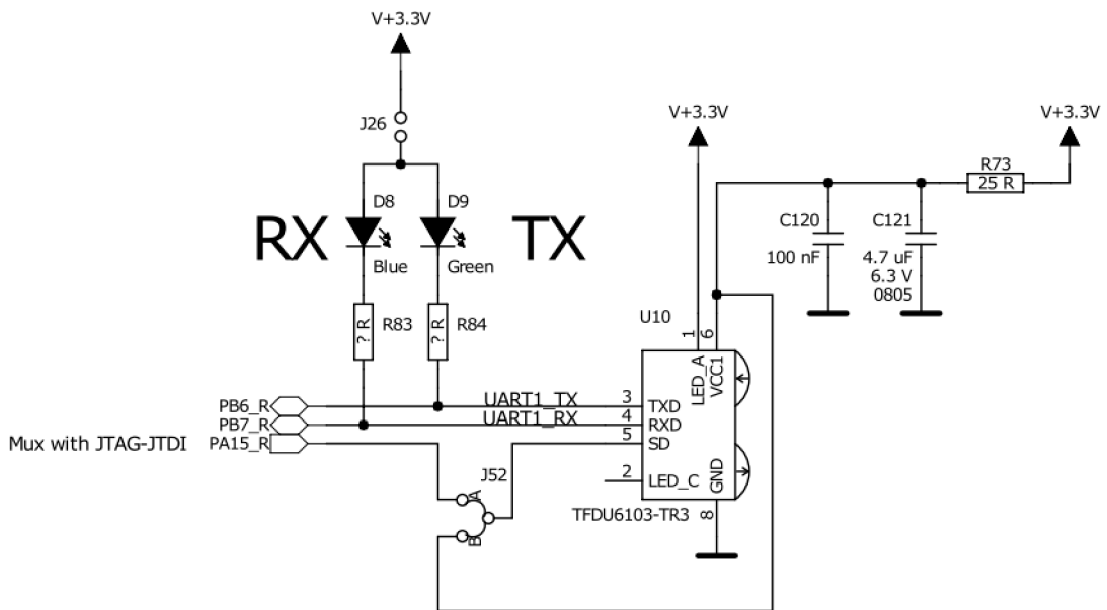 V+3.3V
J26
V+3.3V
V+3.3V
R73
25 R
D8
D9
RX
TX
Blue
Green
C120
100 nF
C121
4.7 uF
6.3 V
0805
? R
R83
? R
R84
U10
1
6
LED_A
VCC1
PB6_R
UART1_TX
3
TXD
PB7_R
UART1_RX
4
RXD
Mux with JTAG-JTDI
PA15_R
5
SD
J52
A
B
2
LED_C
GND
TFDU6103-TR3
8